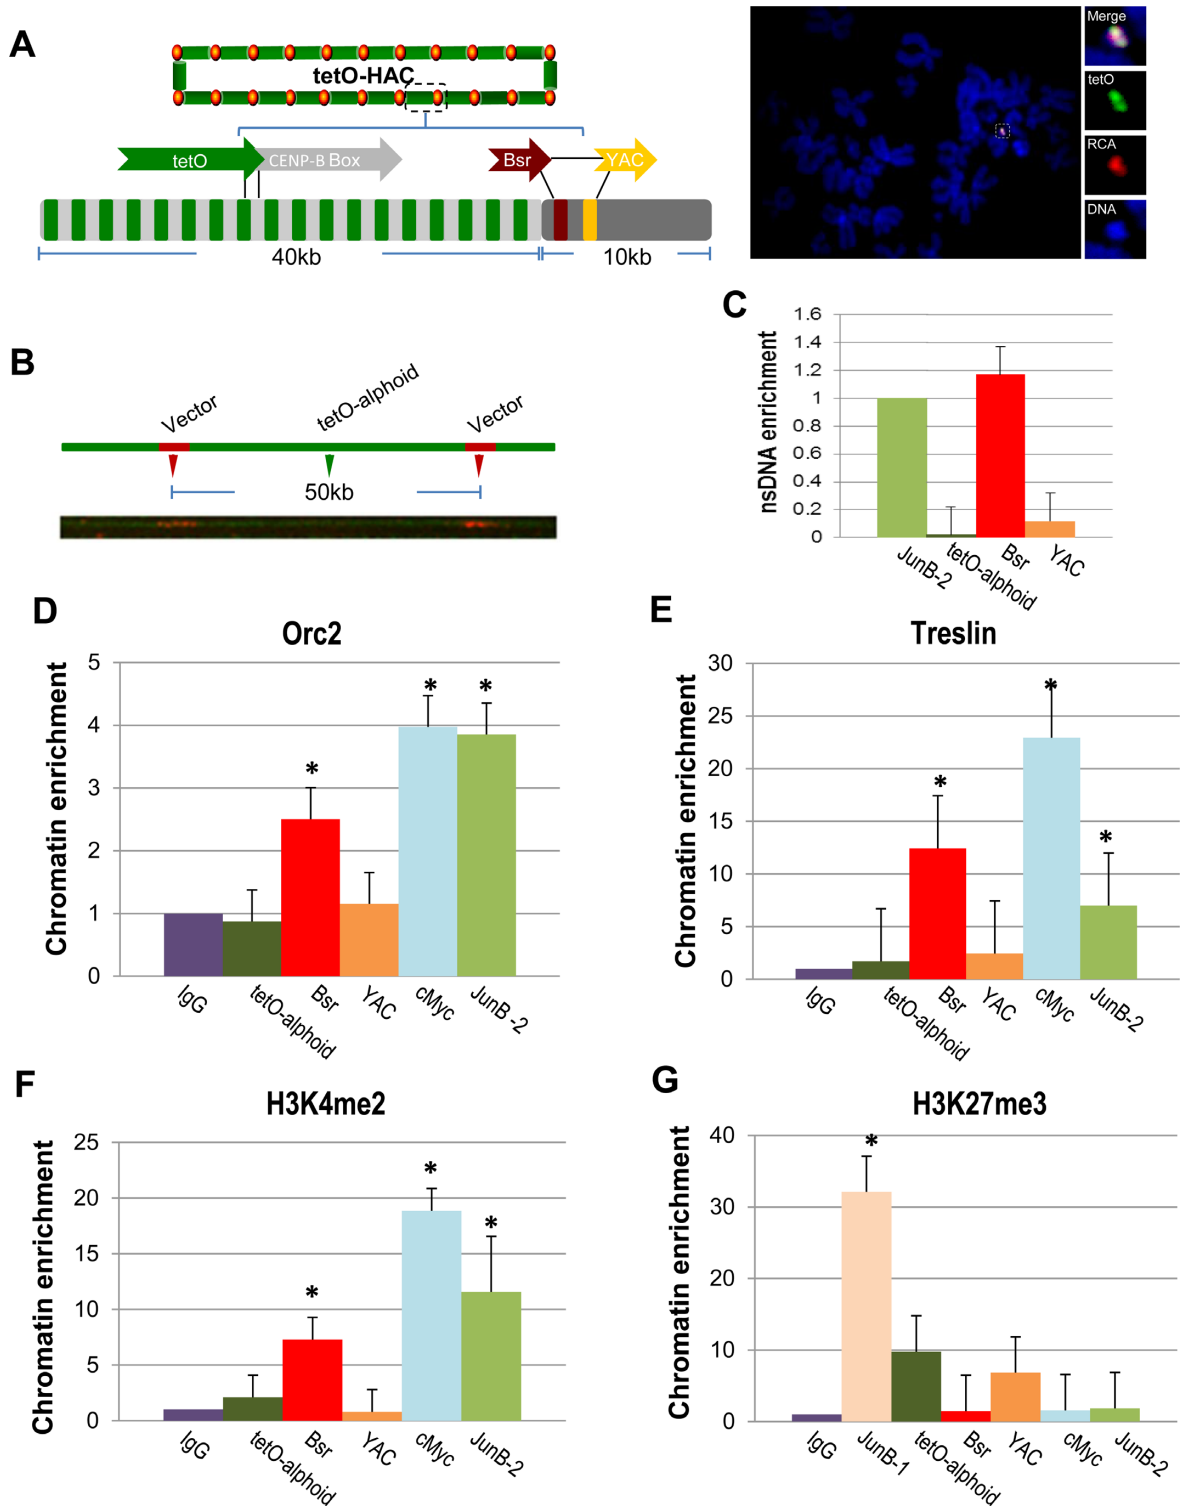 A
tetO-HAC
tetO
CENP-B Box
Bsr
YAC
40kb
10kb
Merge
tetO
RCA
DNA
B
Vector
tetO-alphoid
Vector
50kb
C
nsDNA enrichment
1.6
1.4
1.2
1
0.8
0.6
0.4
0.2
0
JunB-2
tetO-alphoid
Bsr
YAC
D
Orc2
Chromatin enrichment
5
4
3
2
1
0
*
*
*
IgG
tetO-alphoid
Bsr
YAC
cMyc
JunB -2
E
Treslin
Chromatin enrichment
30
25
20
15
10
5
0
*
*
*
IgG
tetO-alphoid
Bsr
YAC
cMyc
JunB-2
F
H3K4me2
Chromatin enrichment
25
20
15
10
5
0
*
*
*
IgG
tetO-alphoid
Bsr
YAC
cMyc
JunB-2
G
H3K27me3
Chromatin enrichment
40
30
20
10
0
*
IgG
JunB-1
tetO-alphoid
Bsr
YAC
cMyc
JunB-2